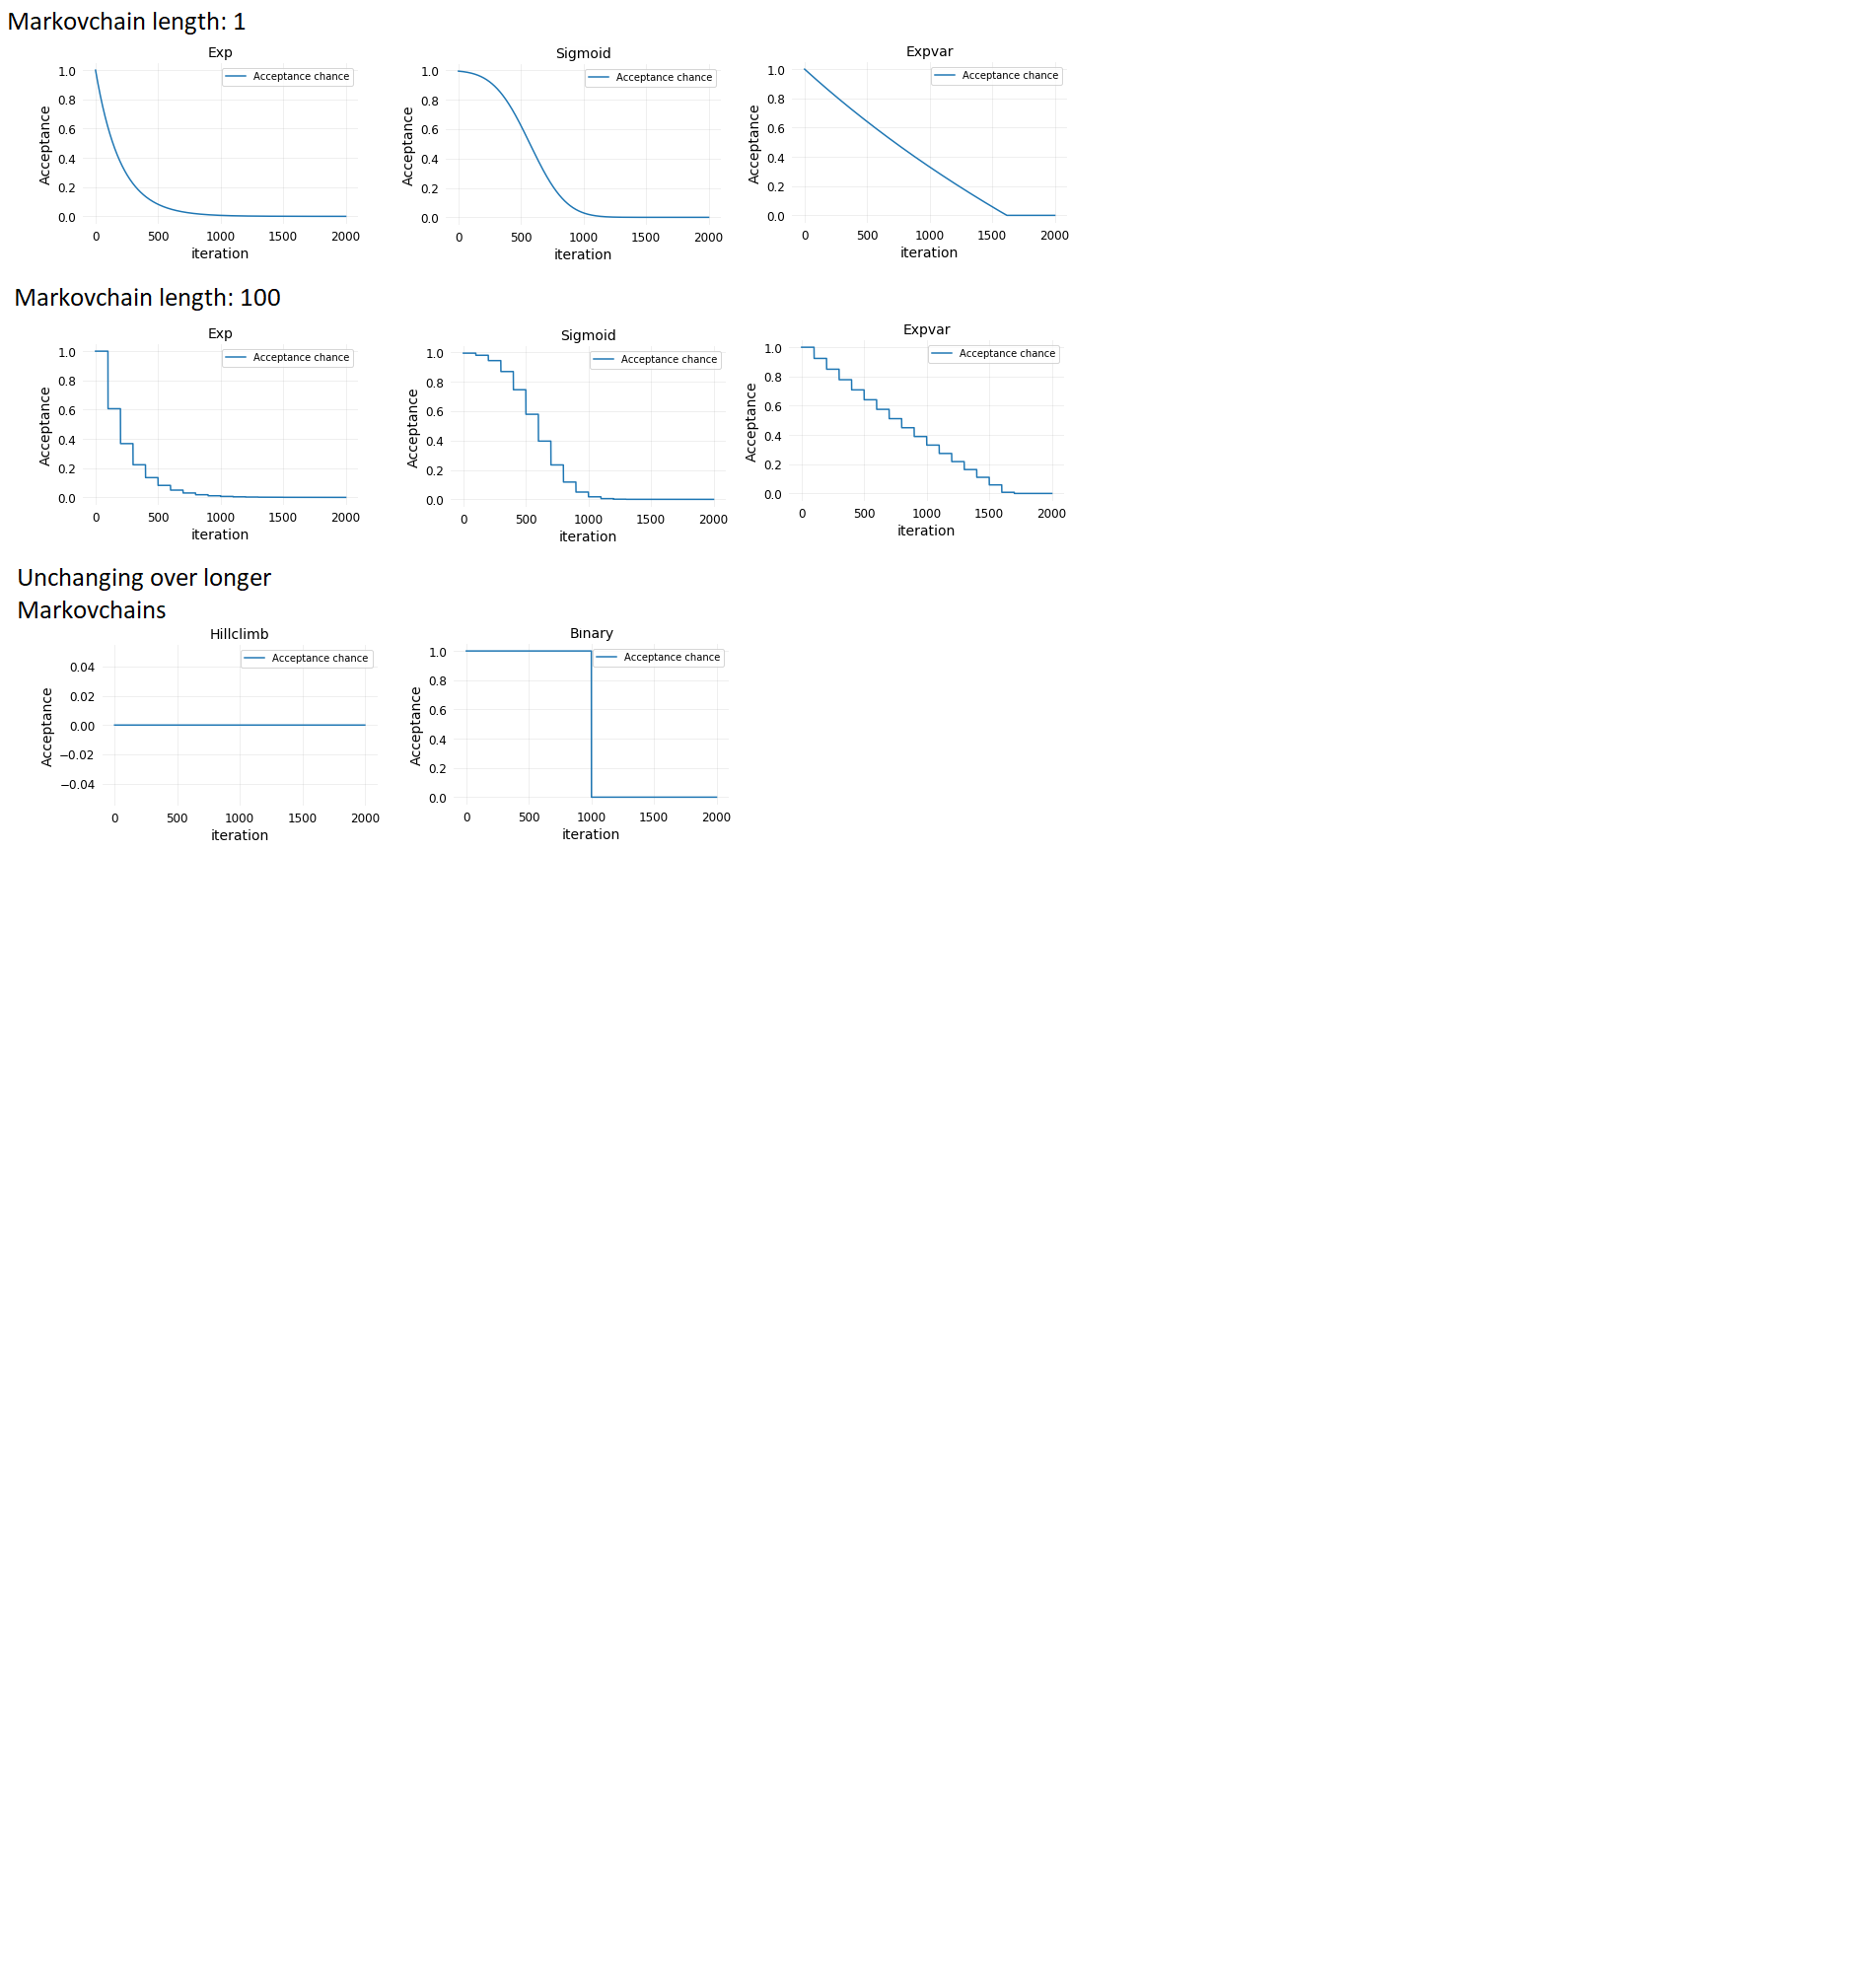 Markovchain length: 1
Exp
Acceptance chance
1.0
0.8
0.6
0.4
0.2
0.0
Acceptance
0 500 1000 1500 2000
iteration
Sigmoid
Acceptance chance
1.0
0.8
0.6
0.4
0.2
0.0
Acceptance
0 500 1000 1500 2000
iteration
Expvar
Acceptance chance
1.0
0.8
0.6
0.4
0.2
0.0
Acceptance
0 500 1000 1500 2000
iteration
Markovchain length: 100
Exp
Acceptance chance
1.0
0.8
0.6
0.4
0.2
0.0
Acceptance
0 500 1000 1500 2000
iteration
Sigmoid
Acceptance chance
1.0
0.8
0.6
0.4
0.2
0.0
Acceptance
0 500 1000 1500 2000
iteration
Expvar
Acceptance chance
1.0
0.8
0.6
0.4
0.2
0.0
Acceptance
0 500 1000 1500 2000
iteration
Unchanging over longer
Markovchains
Hillclimb
Acceptance chance
0.04
0.02
0.00
−0.02
−0.04
Acceptance
0 500 1000 1500 2000
iteration
Binary
Acceptance chance
1.0
0.8
0.6
0.4
0.2
0.0
Acceptance
0 500 1000 1500 2000
iteration